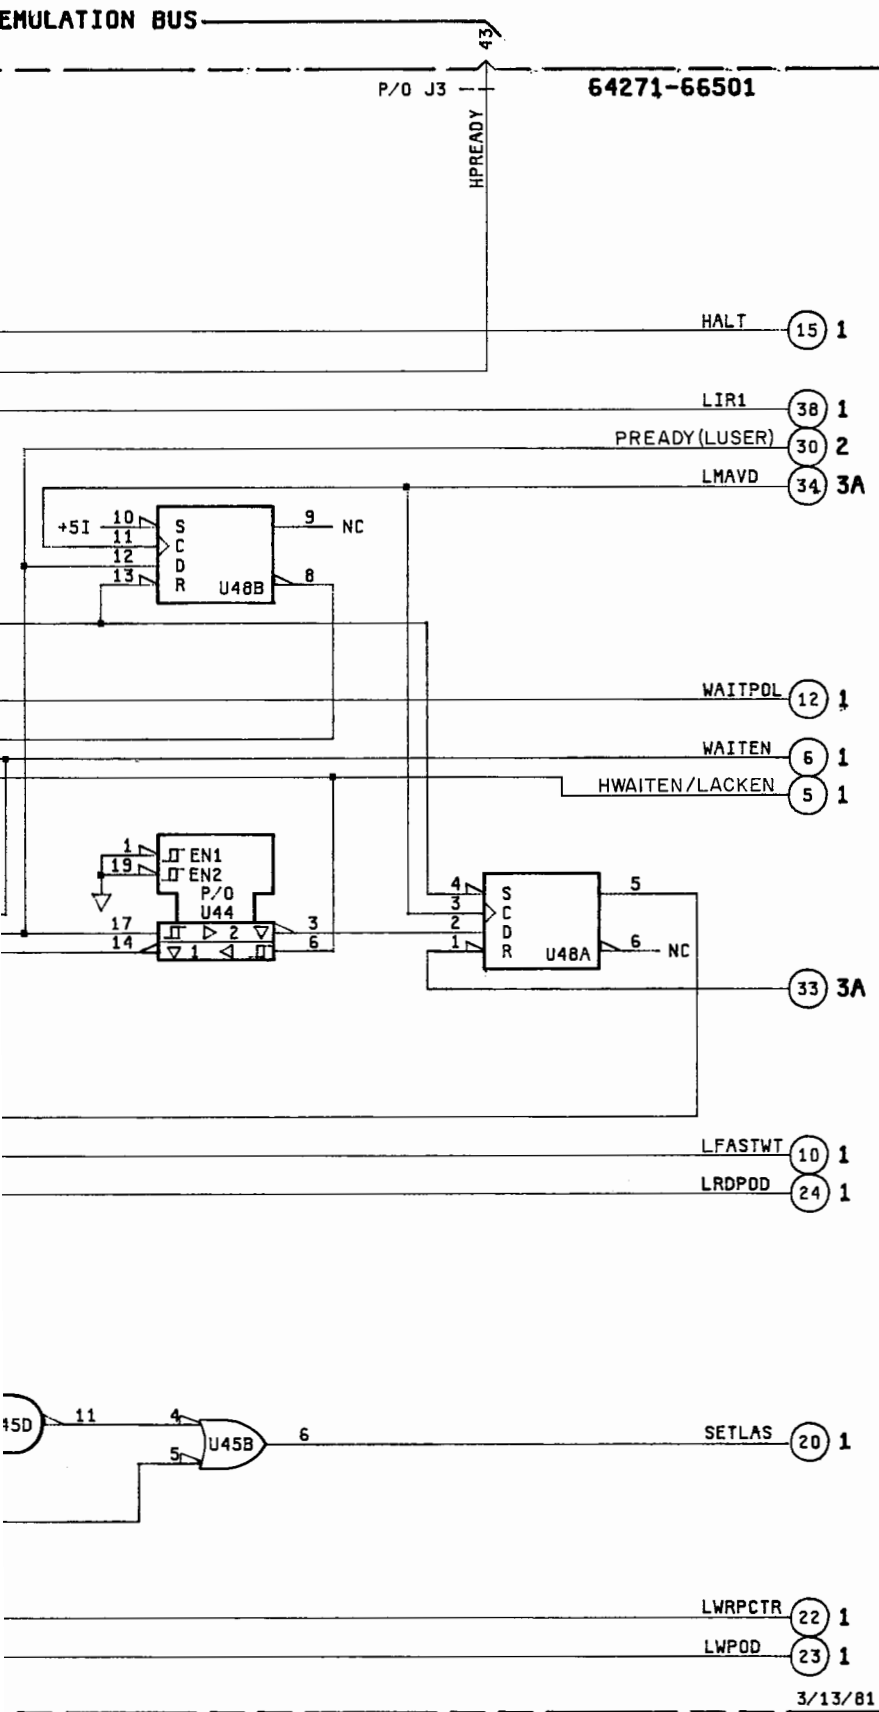 EMULATION BUS
43
P/O J3
64271-66501
HPREADY
HALT 15 1
LIR1 38 1
PREADY(LUSER) 30 2
LMAVD 34 3A
+5I 10 S 9 NC
11 C
12 D
13 R U48B 8
WAITPOL 12 1
WAITEN 6 1
HWAITEN/LACKEN 5 1
1 EN1
19 EN2
P/O
U44
17 2 3
14 1 6
4 S 5
3 C
2 D
1 R U48A 6 NC
33 3A
LFASTWT 10 1
LRDPOD 24 1
45D 11 4
5 U45B 6
SETLAS 20 1
LWRPCTR 22 1
LWPOD 23 1
3/13/81